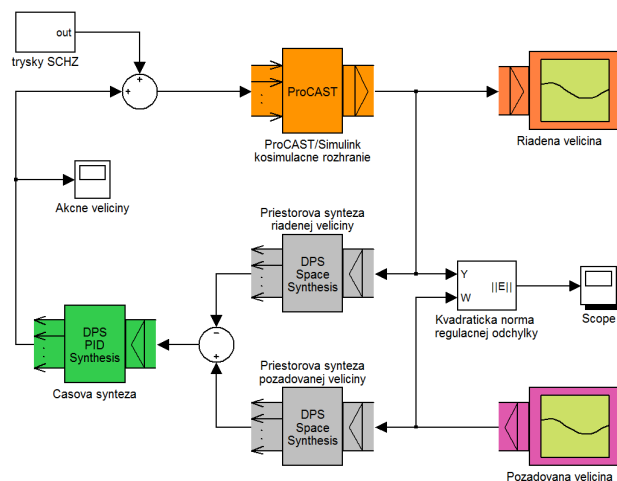 out
trysky SCHZ
+
+
ProCAST
ProCAST/Simulink
kosimulacne rozhranie
Riadena velicina
Akcne veliciny
Priestorova synteza
riadenej veliciny
DPS
Space
Synthesis
Y
W
||E||
Kvadraticka norma
regulacnej odchylky
Scope
DPS
PID
Synthesis
Casova synteza
−
+
Priestorova synteza
pozadovanej veliciny
DPS
Space
Synthesis
Pozadovana velicina